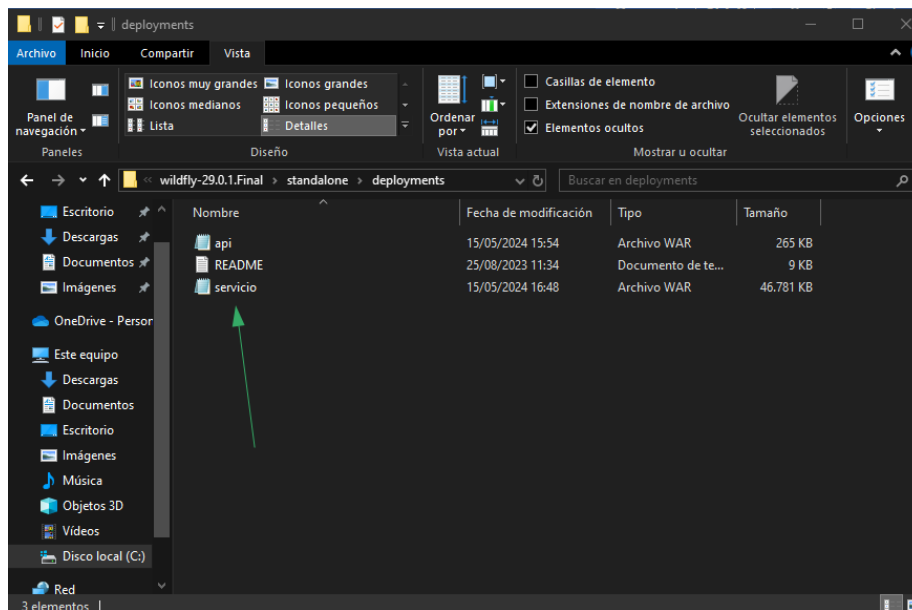 deployments
Archivo Inicio Compartir Vista
Panel de navegación
Iconos muy grandes Iconos grandes
Iconos medianos Iconos pequeños
Lista Detalles
Ordenar por
Casillas de elemento
Extensiones de nombre de archivo
Elementos ocultos
Ocultar elementos seleccionados
Opciones
Paneles Diseño Vista actual Mostrar u ocultar
« wildfly-29.0.1.Final > standalone > deployments
Buscar en deployments
Nombre Fecha de modificación Tipo Tamaño
api 15/05/2024 15:54 Archivo WAR 265 KB
README 25/08/2023 11:34 Documento de te... 9 KB
servicio 15/05/2024 16:48 Archivo WAR 46.781 KB
Escritorio
Descargas
Documentos
Imágenes
OneDrive - Person
Este equipo
Descargas
Documentos
Escritorio
Imágenes
Música
Objetos 3D
Vídeos
Disco local (C:)
Red
3 elementos